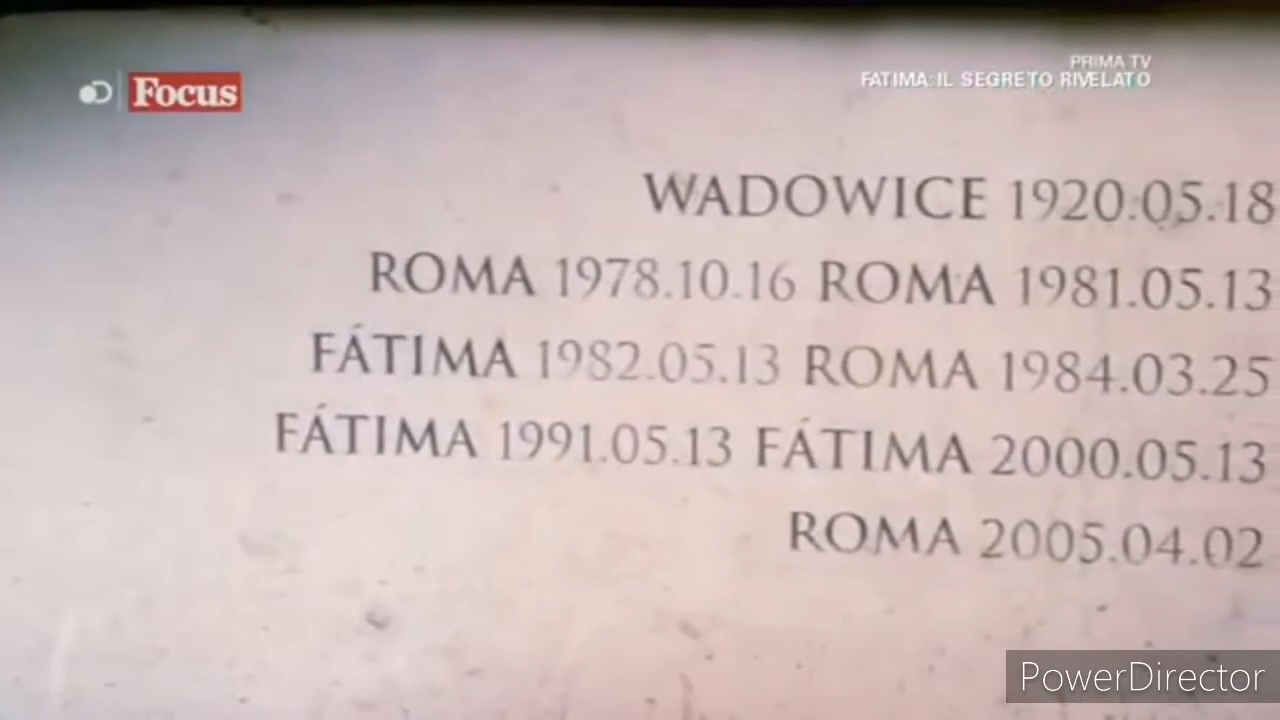 Focus
PRIMA TV
FATIMA: IL SEGRETO RIVELATO
WADOWICE 1920.05.18
ROMA 1978.10.16 ROMA 1981.05.13
FÁTIMA 1982.05.13 ROMA 1984.03.25
FÁTIMA 1991.05.13 FÁTIMA 2000.05.13
ROMA 2005.04.02
PowerDirector